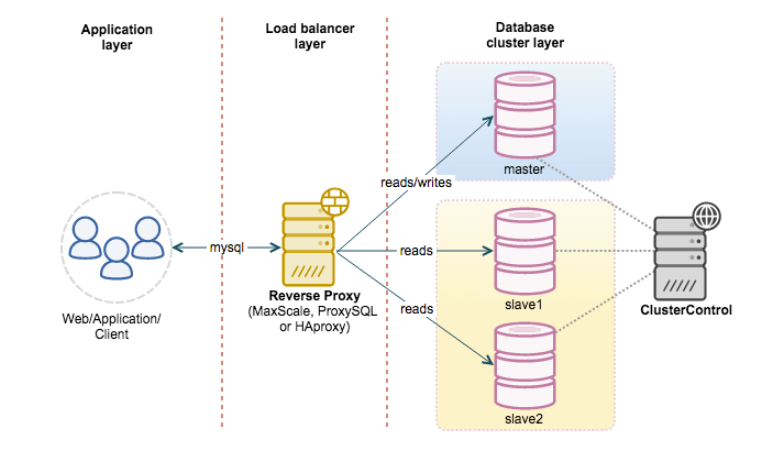 Application
layer
Load balancer
layer
Database
cluster layer
master
reads/writes
mysql
reads
slave1
Reverse Proxy
(MaxScale, ProxySQL
or HAproxy)
reads
ClusterControl
Web/Application/
Client
slave2